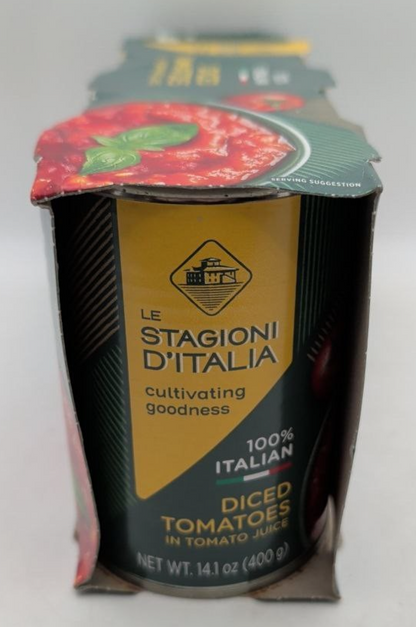 SERVING SUGGESTION
LE
STAGIONI
D'ITALIA
cultivating
goodness
100%
ITALIAN
DICED
TOMATOES
IN TOMATO JUICE
NET WT. 14.1 oz (400 g)